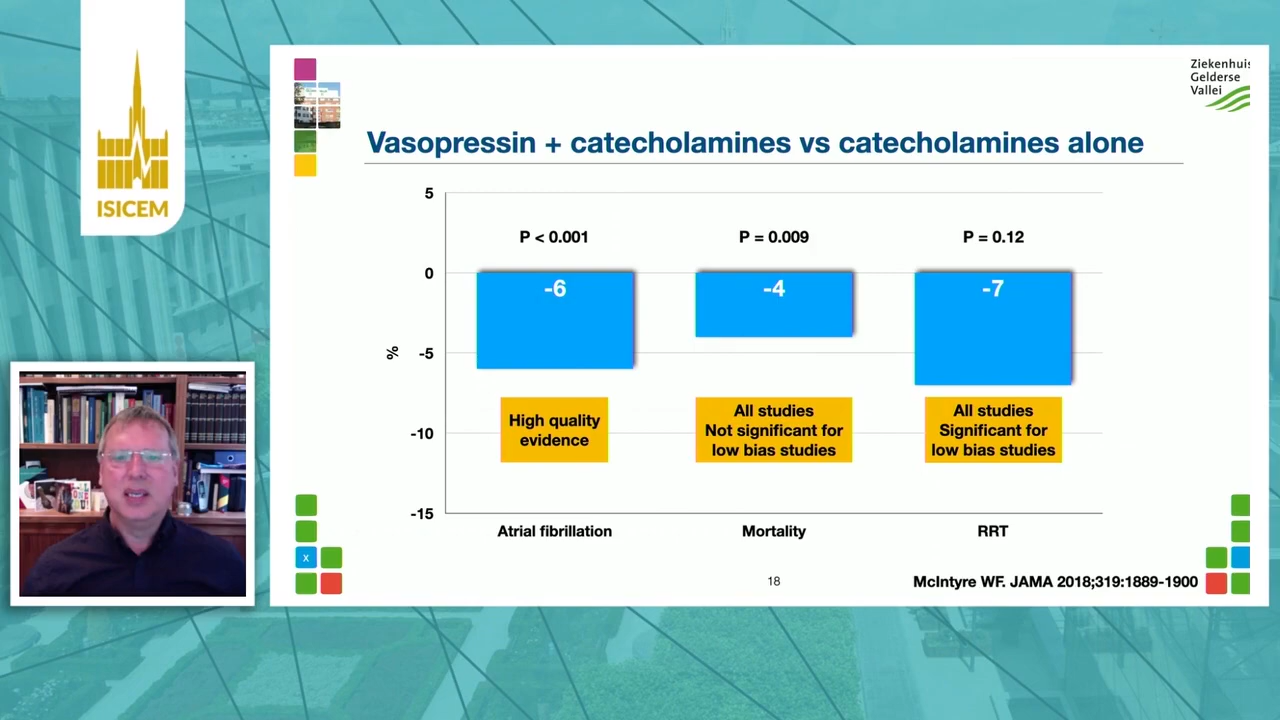 ISICEM
Ziekenhuis
Gelderse
Vallei
Vasopressin + catecholamines vs catecholamines alone
5
0
-5
-10
-15
%
P < 0.001
P = 0.009
P = 0.12
-6
-4
-7
High quality
evidence
All studies
Not significant for
low bias studies
All studies
Significant for
low bias studies
Atrial fibrillation
Mortality
RRT
x
18
McIntyre WF. JAMA 2018;319:1889-1900